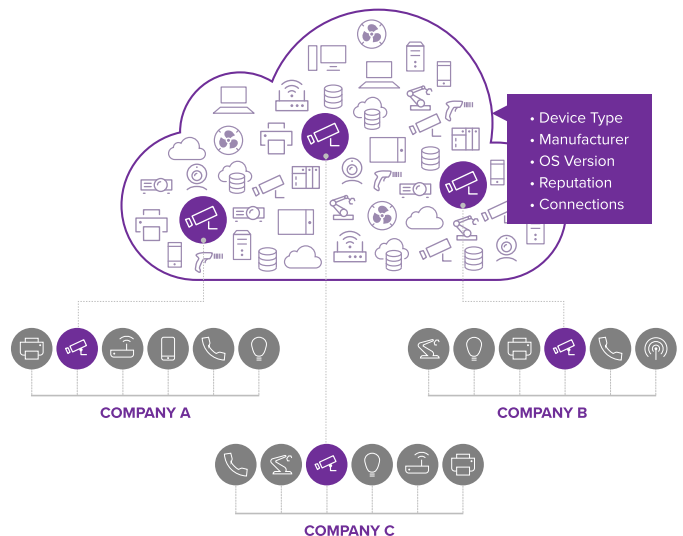 • Device Type
• Manufacturer
• OS Version
• Reputation
• Connections
COMPANY A
COMPANY B
COMPANY C